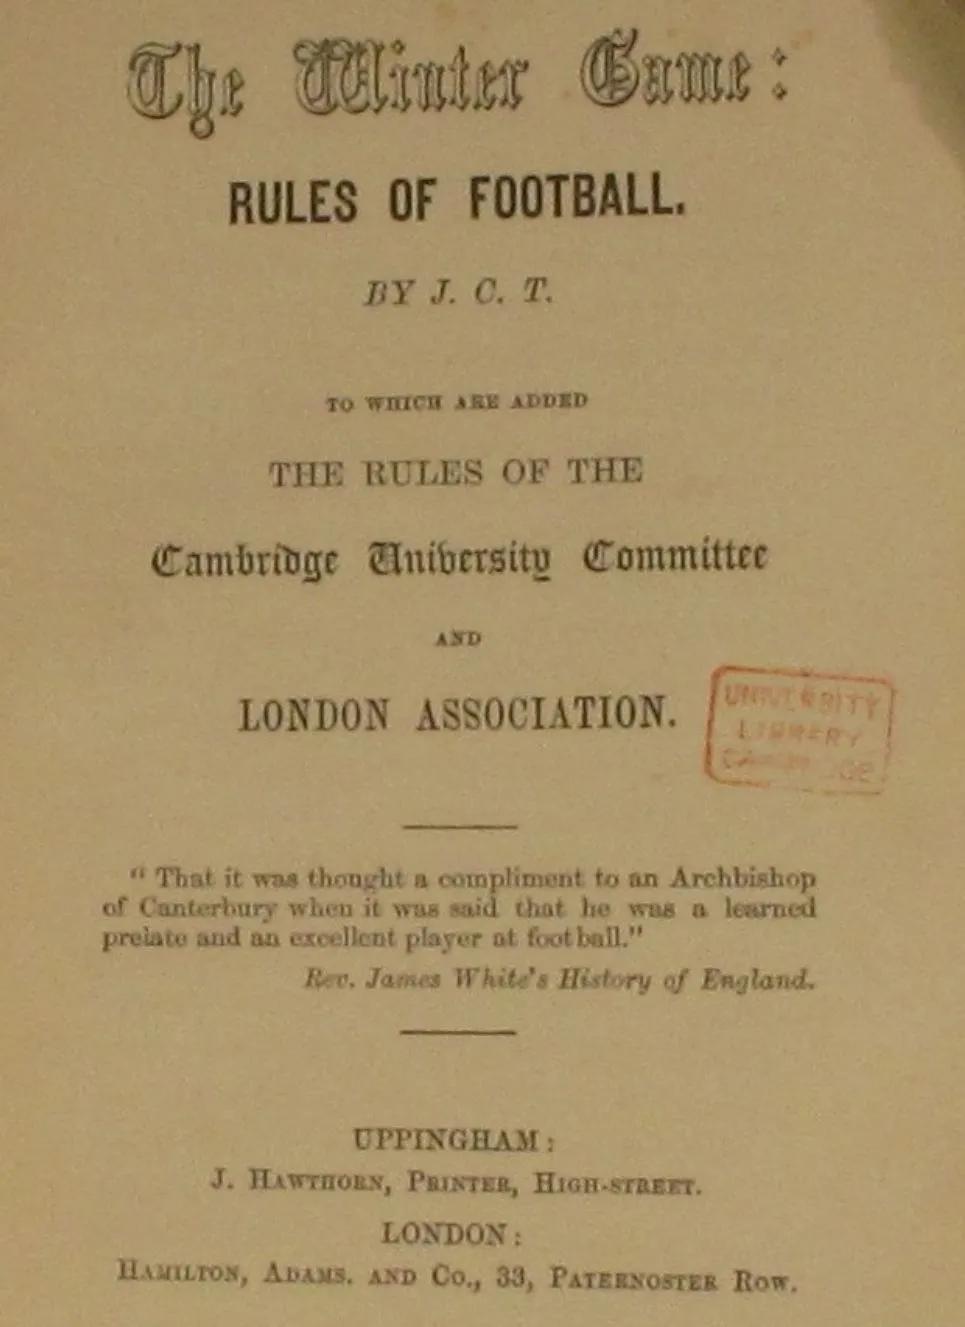 The Winter Game:
RULES OF FOOTBALL.
BY J. C. T.
TO WHICH ARE ADDED
THE RULES OF THE
Cambridge University Committee
AND
LONDON ASSOCIATION.
UNIVERSITY
LIBRARY
CAMBRIDGE
" That it was thought a compliment to an Archbishop
of Canterbury when it was said that he was a learned
prelate and an excellent player at football."
Rev. James White's History of England.
UPPINGHAM:
J. HAWTHORN, PRINTER, HIGH-STREET.
LONDON:
HAMILTON, ADAMS. AND CO., 33, PATERNOSTER ROW.